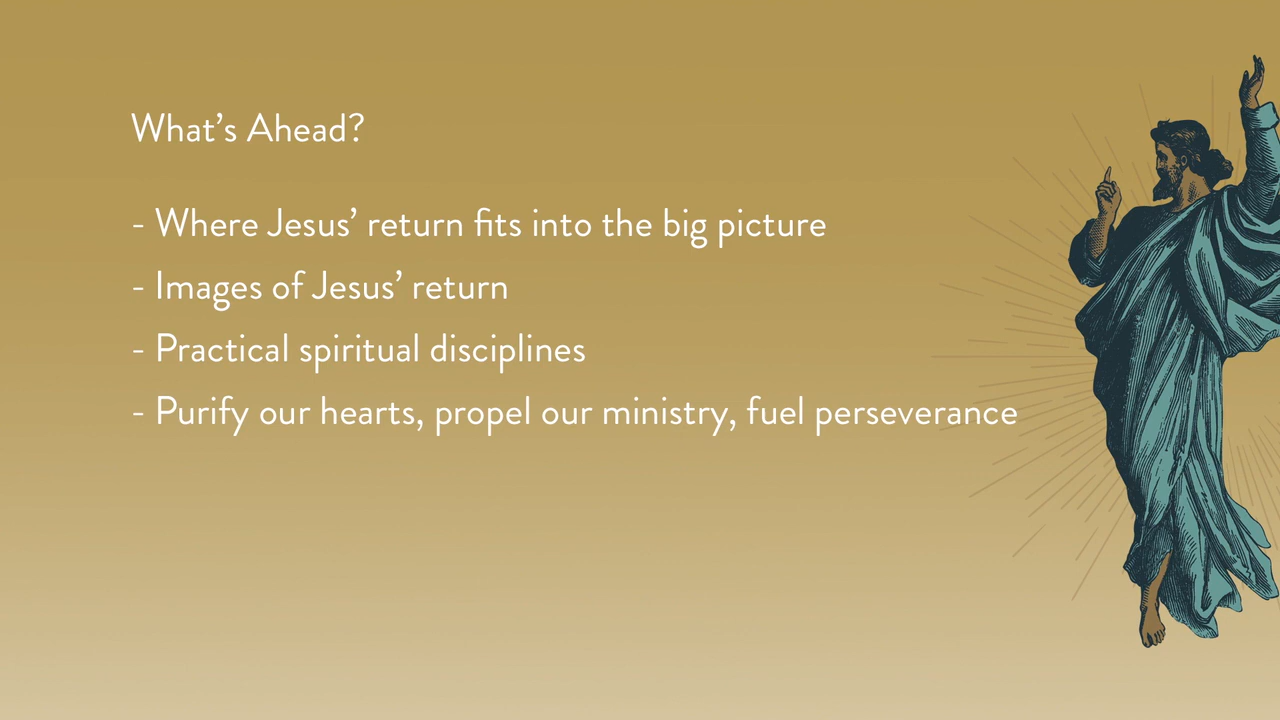 What’s Ahead?
- Where Jesus’ return fits into the big picture
- Images of Jesus’ return
- Practical spiritual disciplines
- Purify our hearts, propel our ministry, fuel perseverance